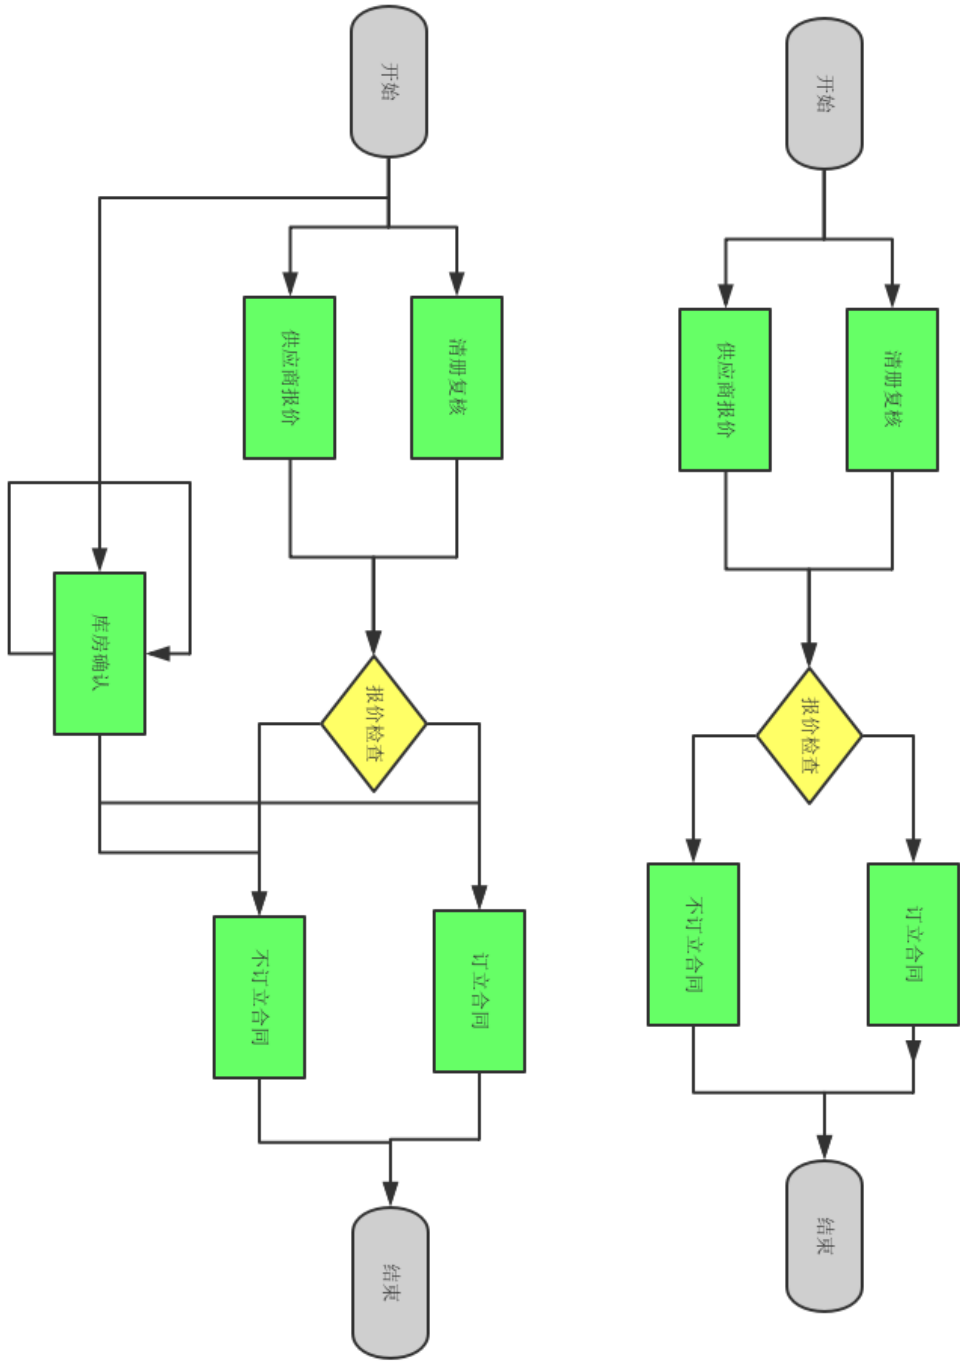 开始
清册复核
供应商报价
报价检查
订立合同
不订立合同
结束
开始
清册复核
供应商报价
库房确认
报价检查
订立合同
不订立合同
结束